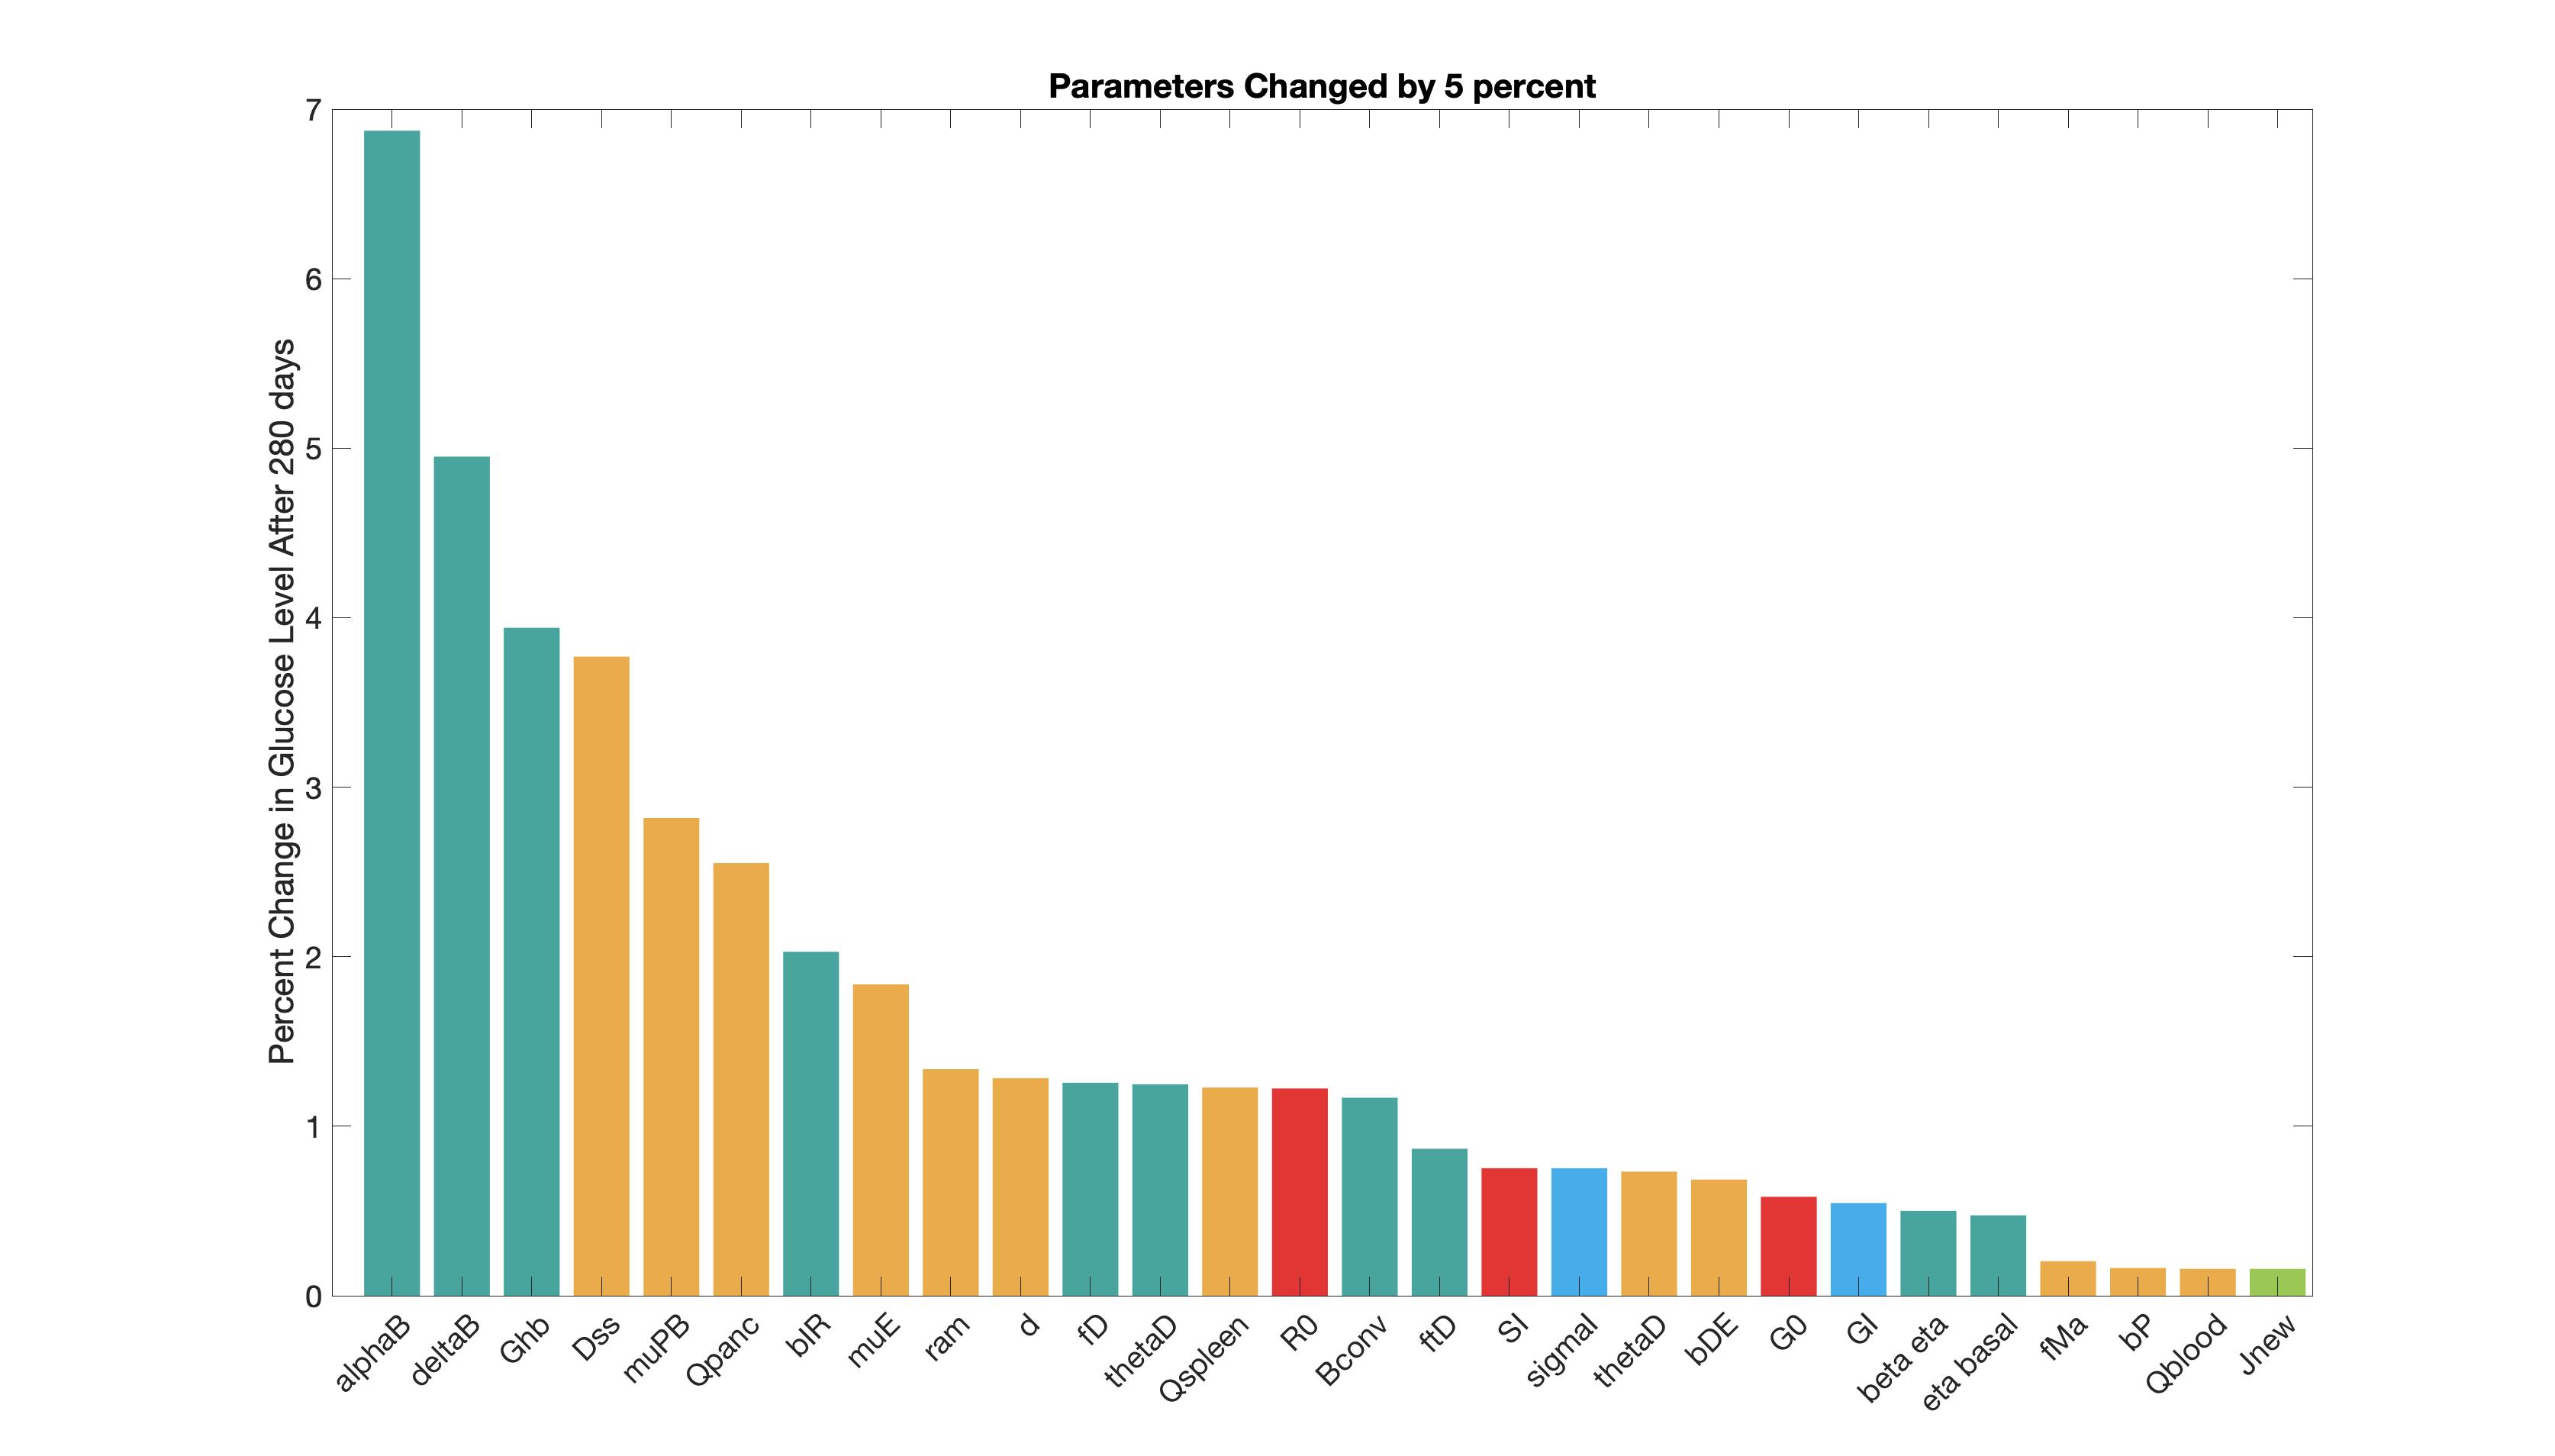 Parameters Changed by 5 percent
Percent Change in Glucose Level After 280 days
7
6
5
4
3
2
1
0
alphaB
deltaB
Ghb
Dss
muPB
Qpanc
bIR
muE
ram
d
fD
thetaD
Qspleen
R0
Bconv
ftD
SI
sigmaI
thetaD
bDE
G0
GI
beta eta
eta basal
fMa
bP
Qblood
Jnew